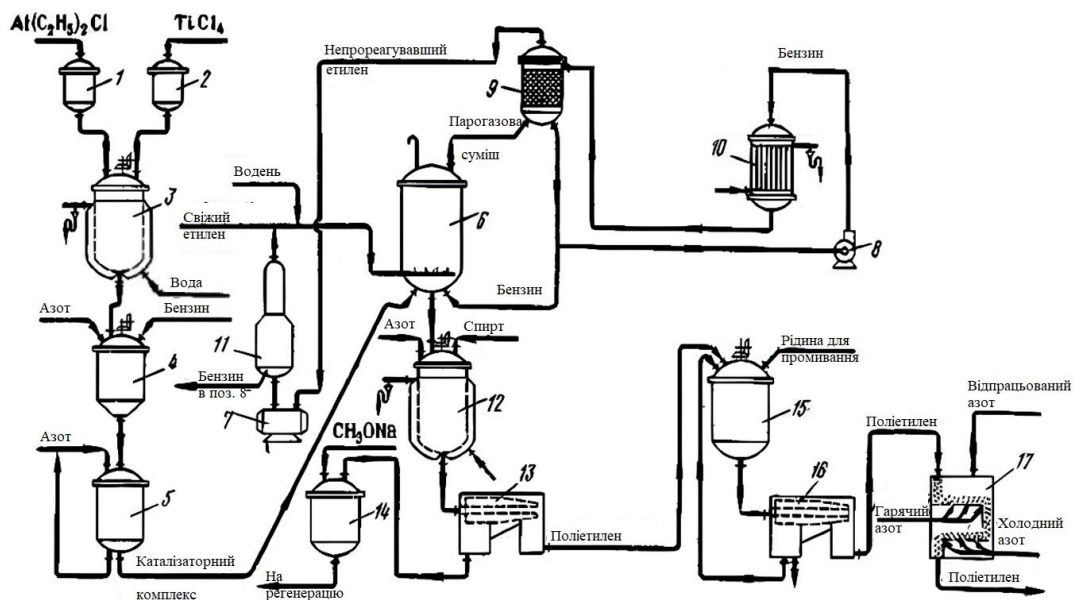 Al(C₂H₅)₂Cl
TiCl₄
1
2
Непрореагувавший
етилен
9
Бензин
Парогазова
суміш
10
Водень
3
6
Свіжий
етилен
8
Вода
Бензин
Азот
Бензин
Азот
Спирт
11
Рідина для
промивання
4
Бензин
в поз. 8
Відпрацьований
азот
12
15
7
Поліетилен
CH₃ONa
Азот
13
16
17
5
14
Гарячий
азот
Холодний
азот
Поліетилен
Каталізаторний
комплекс
На
регенерацію
Поліетилен